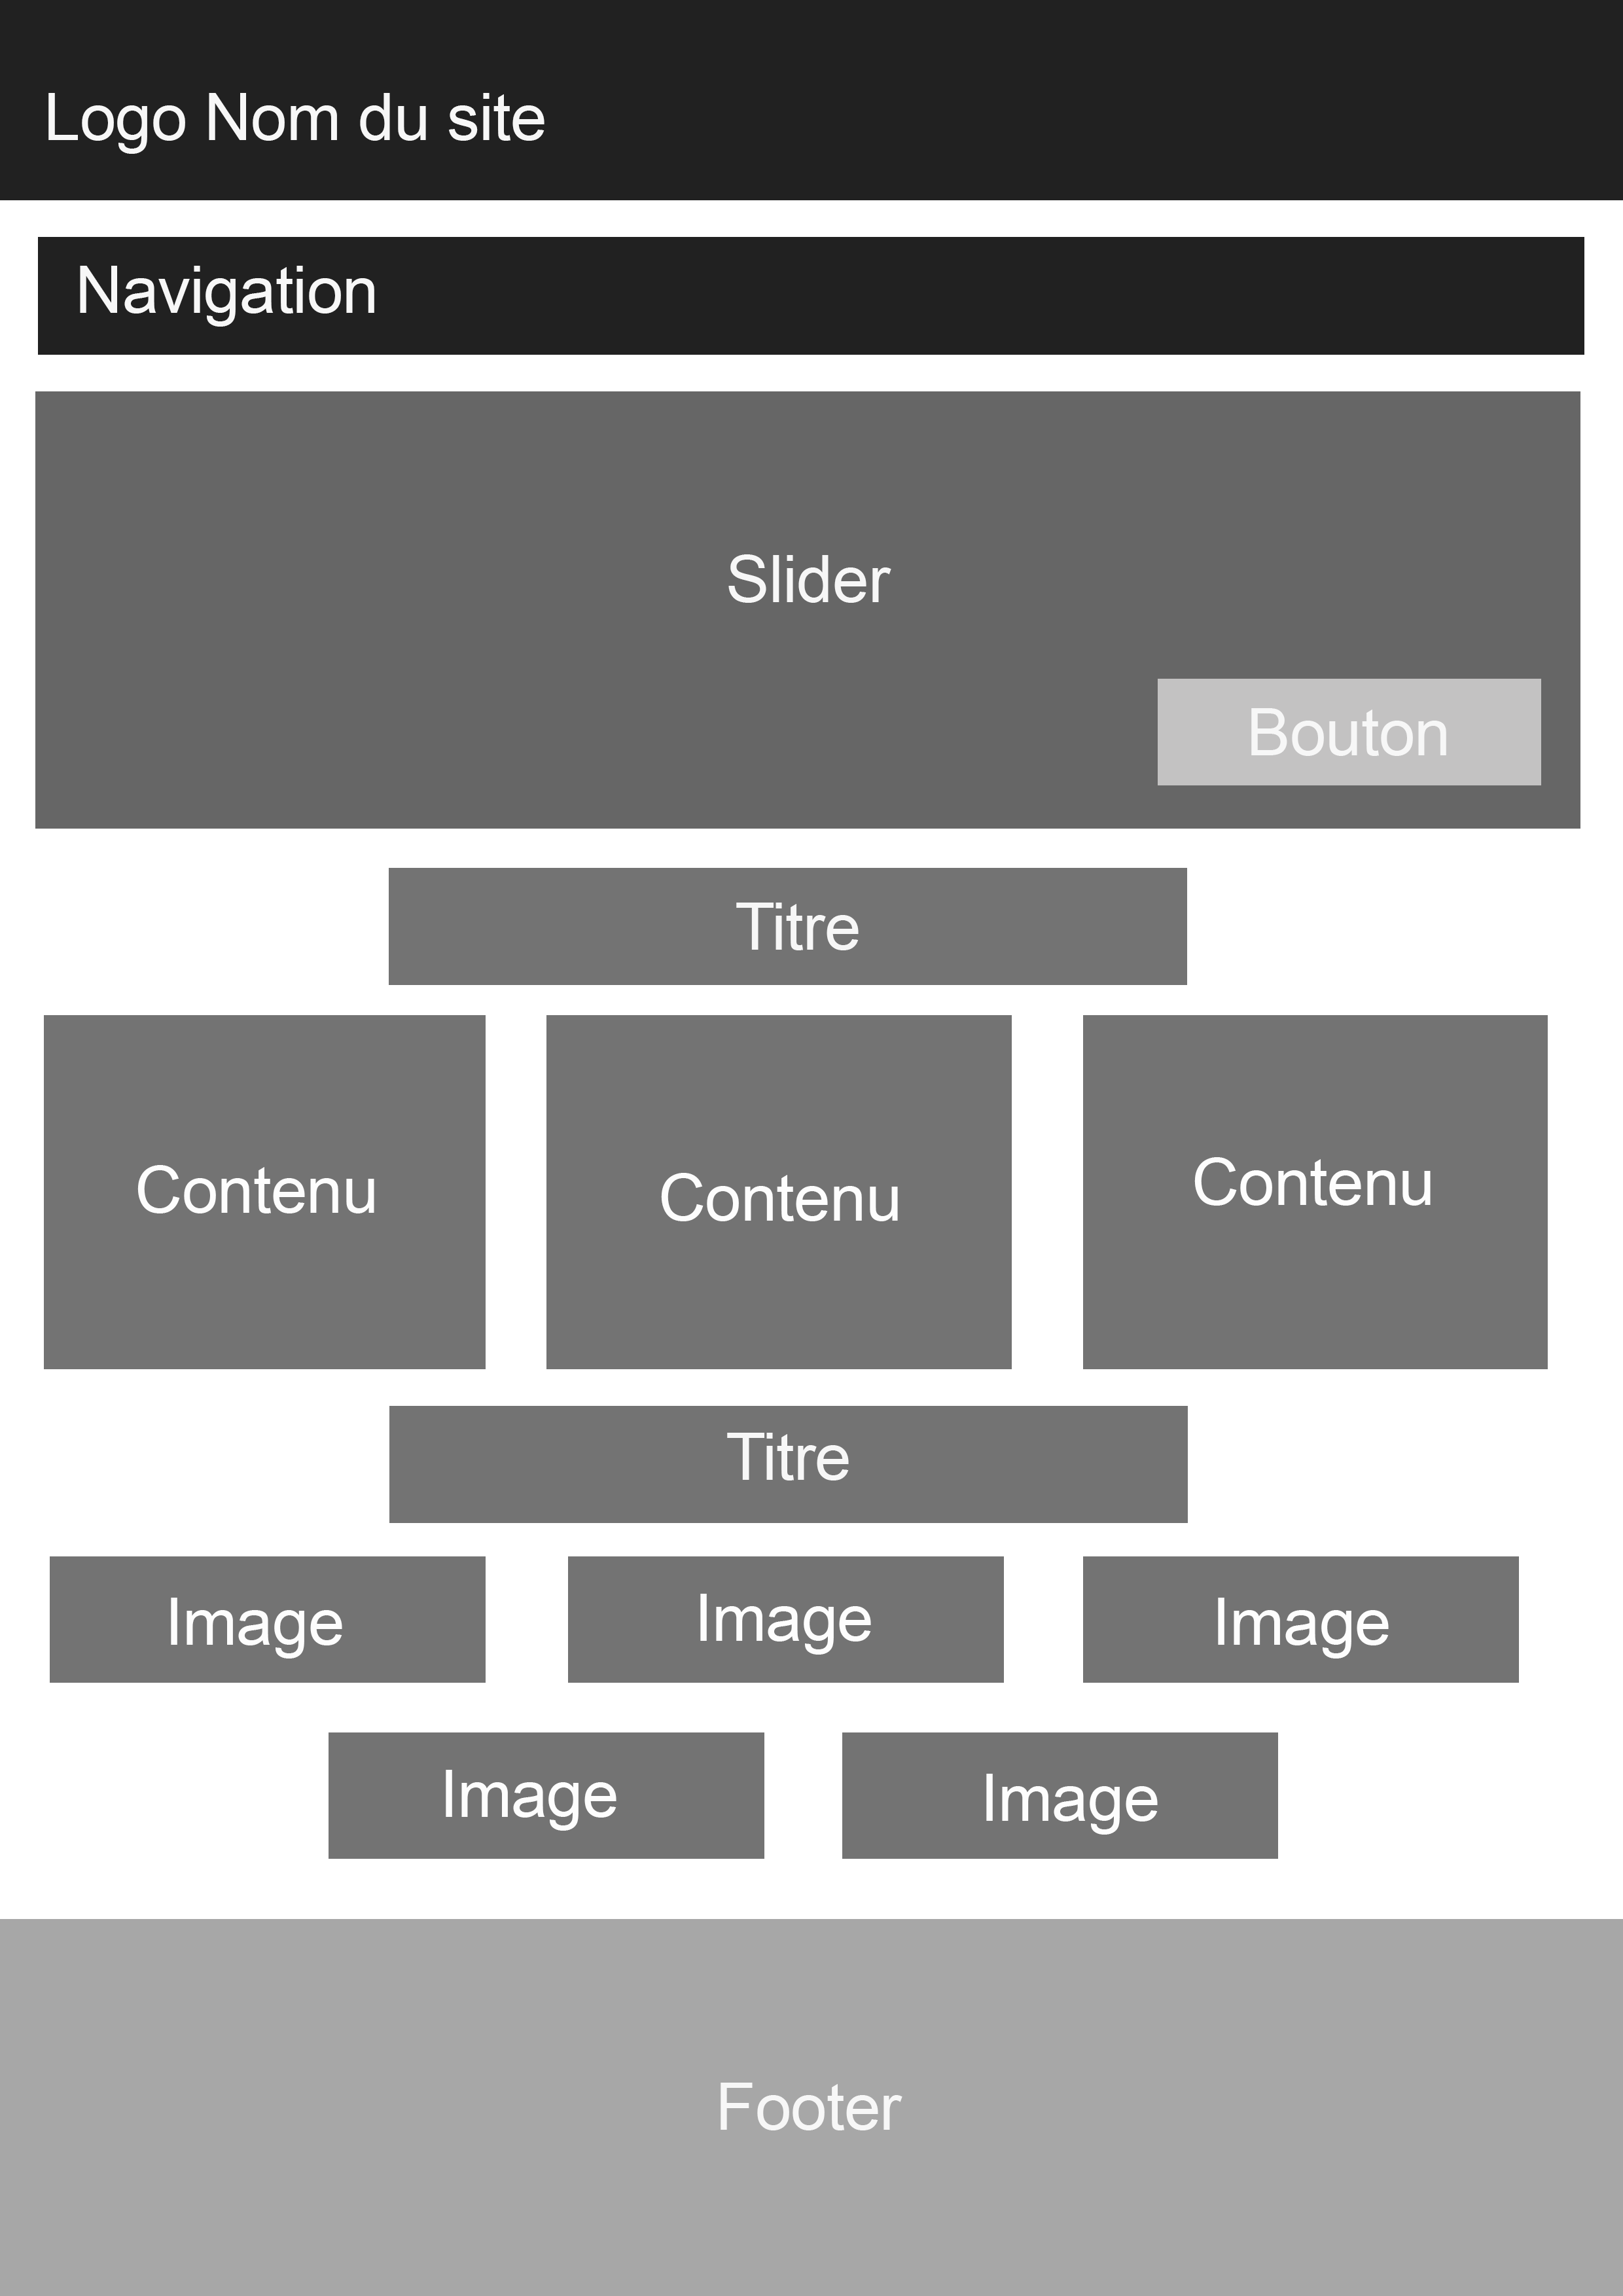 Logo Nom du site
Navigation
Slider
Bouton
Titre
Contenu
Contenu
Contenu
Titre
Image
Image
Image
Image
Image
Footer